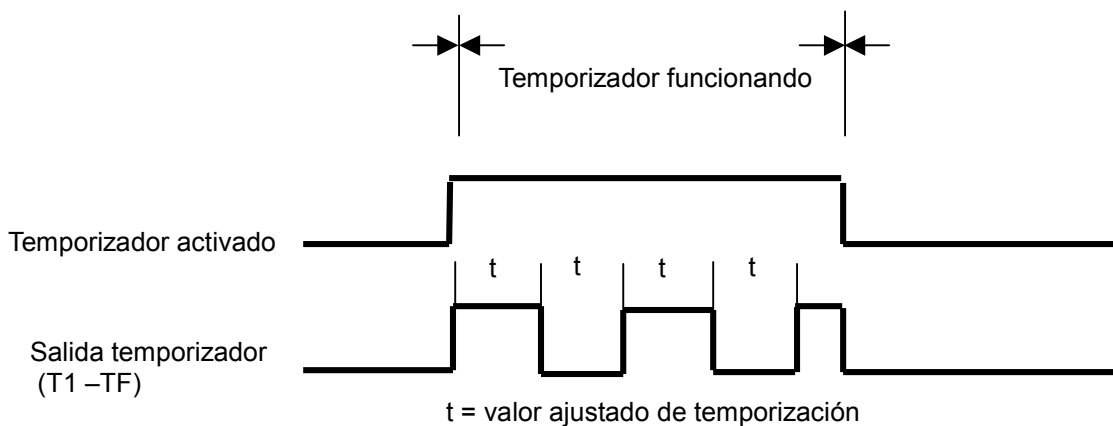 Temporizador funcionando
Temporizador activado
t t t t
Salida temporizador
(T1 –TF)
t = valor ajustado de temporización